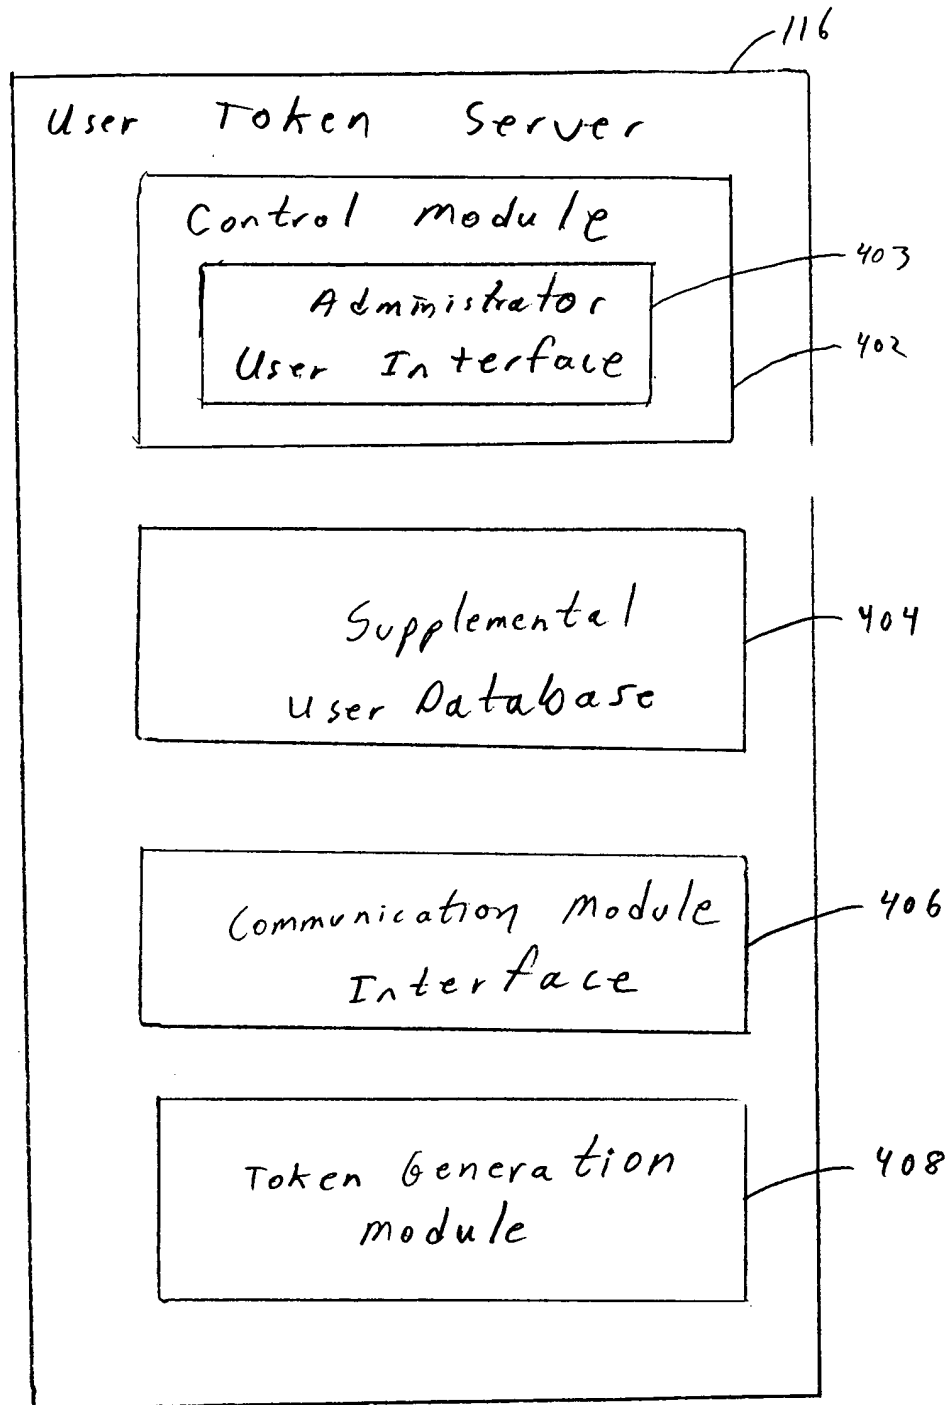 116
User Token Server
Control Module
403
Administrator
402
User Interface
Supplemental
404
User Database
Communication Module
406
Interface
Token Generation
408
Module